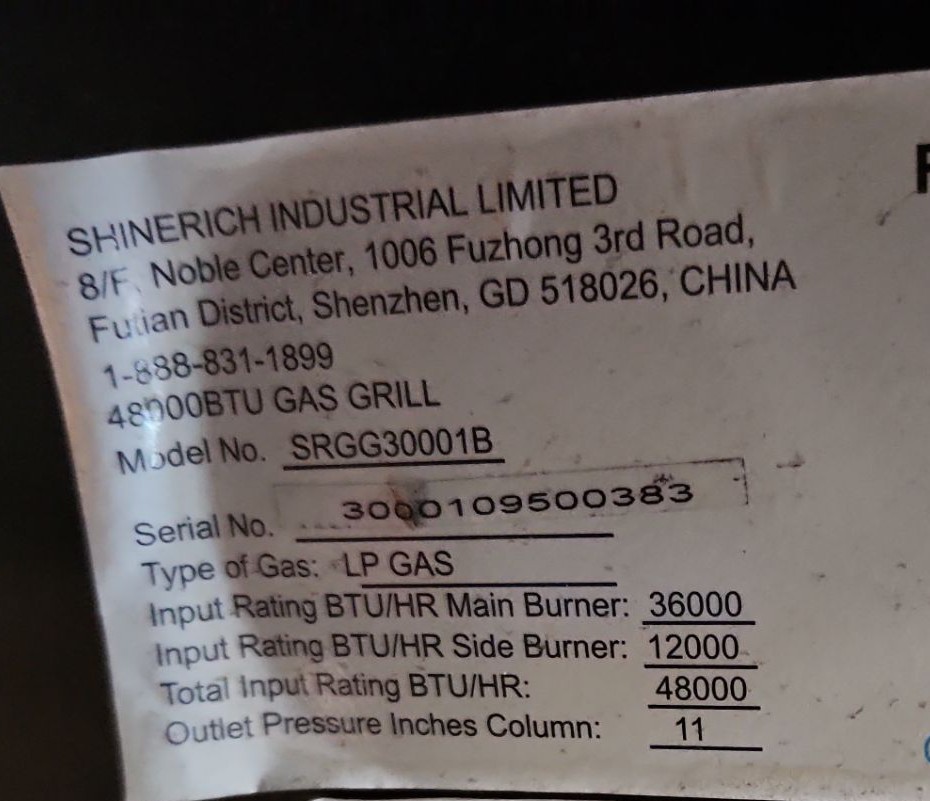 SHINERICH INDUSTRIAL LIMITED
8/F, Noble Center, 1006 Fuzhong 3rd Road,
Futian District, Shenzhen, GD 518026, CHINA
1-888-831-1899
48000BTU GAS GRILL
Model No. SRGG30001B
Serial No. 3000109500383
Type of Gas: LP GAS
Input Rating BTU/HR Main Burner: 36000
Input Rating BTU/HR Side Burner: 12000
Total Input Rating BTU/HR: 48000
Outlet Pressure Inches Column: 11